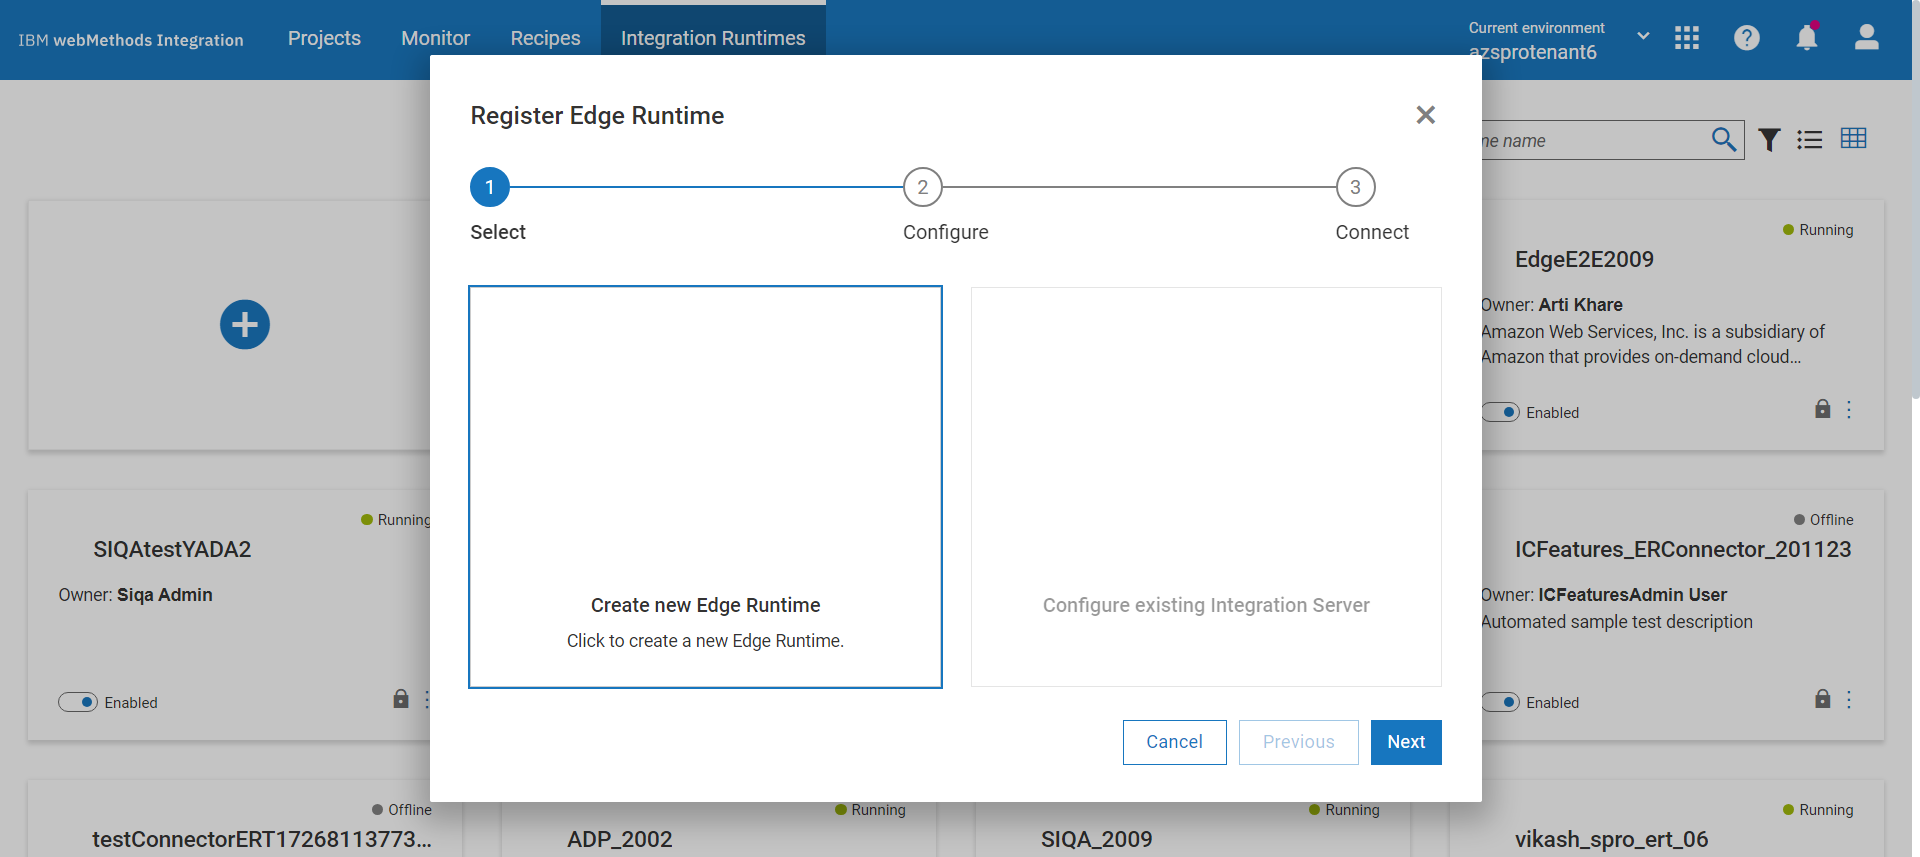 IBM webMethods Integration
Projects
Monitor
Recipes
Integration Runtimes
Current environment
azsprotenant6
Register Edge Runtime
me name
1
2
3
Select
Configure
Connect
Create new Edge Runtime
Click to create a new Edge Runtime.
Configure existing Integration Server
Cancel
Previous
Next
Running
EdgeE2E2009
Owner: Arti Khare
Amazon Web Services, Inc. is a subsidiary of
Amazon that provides on-demand cloud...
Enabled
Running
SIQAtestYADA2
Owner: Siqa Admin
Enabled
Offline
ICFeatures_ERConnector_201123
Owner: ICFeaturesAdmin User
Automated sample test description
Enabled
Offline
testConnectorERT17268113773...
Running
ADP_2002
Running
SIQA_2009
Running
vikash_spro_ert_06